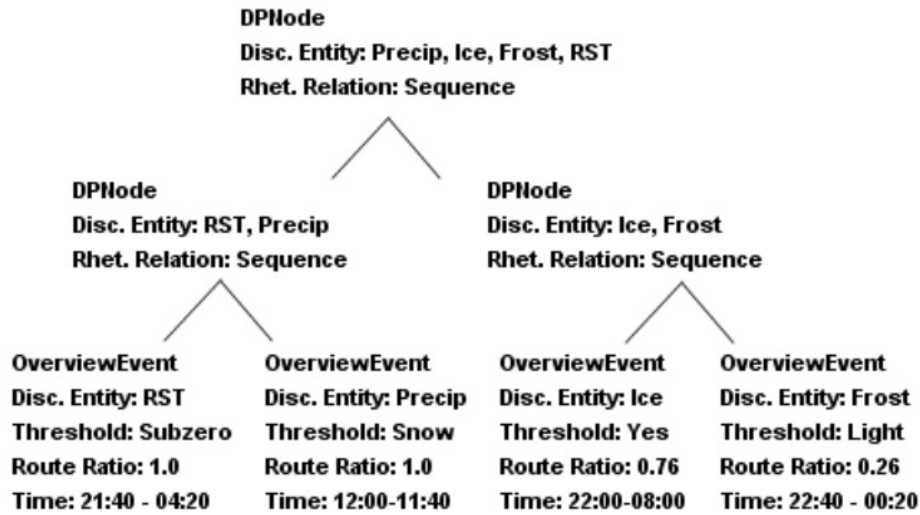 DPNode
Disc. Entity: Precip, Ice, Frost, RST
Rhet. Relation: Sequence
DPNode
Disc. Entity: RST, Precip
Rhet. Relation: Sequence
DPNode
Disc. Entity: Ice, Frost
Rhet. Relation: Sequence
OverviewEvent
Disc. Entity: RST
Threshold: Subzero
Route Ratio: 1.0
Time: 21:40 - 04:20
OverviewEvent
Disc. Entity: Precip
Threshold: Snow
Route Ratio: 1.0
Time: 12:00-11:40
OverviewEvent
Disc. Entity: Ice
Threshold: Yes
Route Ratio: 0.76
Time: 22:00-08:00
OverviewEvent
Disc. Entity: Frost
Threshold: Light
Route Ratio: 0.26
Time: 22:40 - 00:20